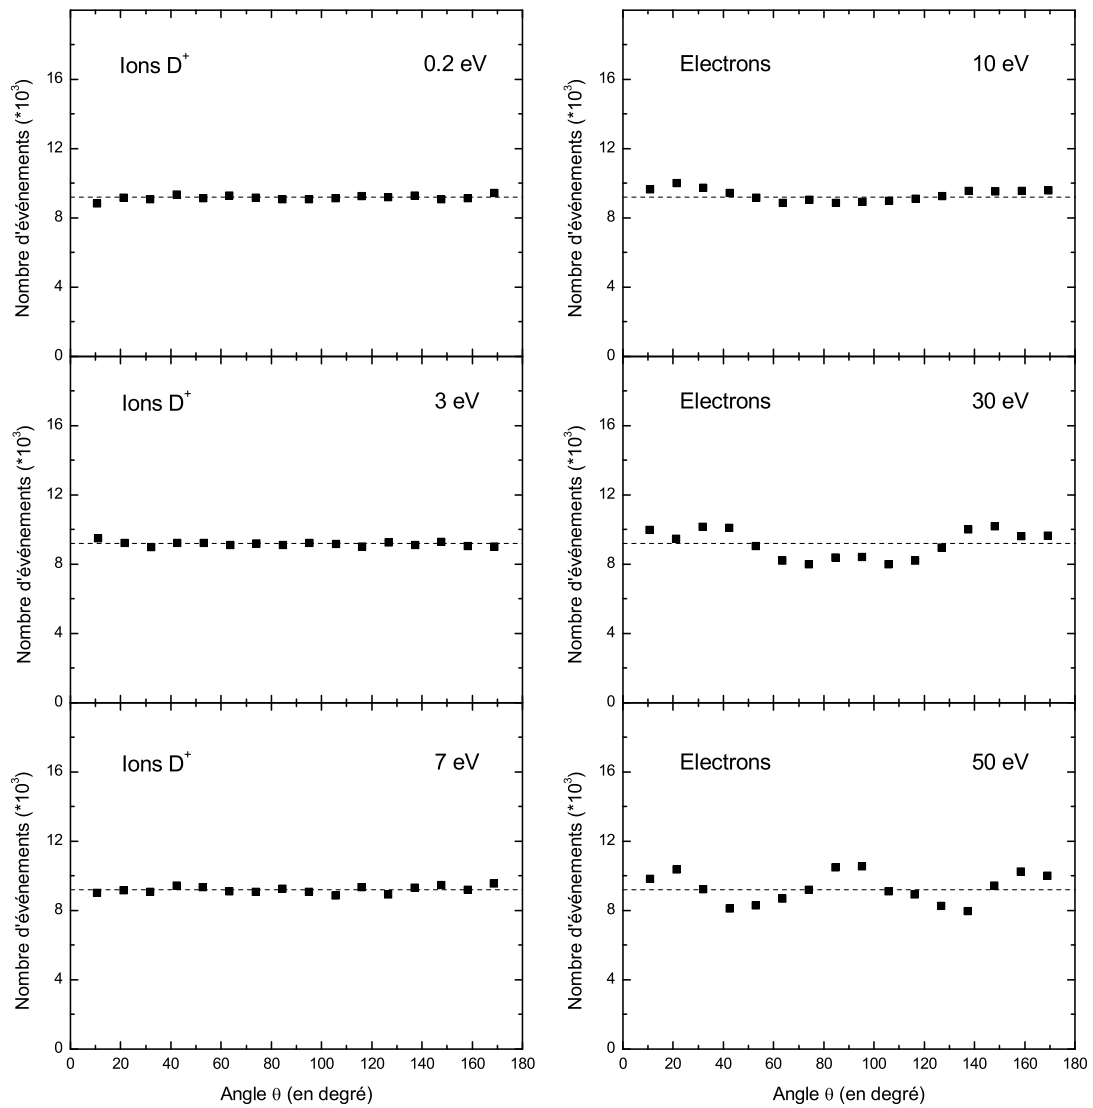 Ions D+ 0.2 eV
16
12
8
4
0
Nombre d'événements (*103)
Electrons 10 eV
16
12
8
4
0
Nombre d'événements (*103)
Ions D+ 3 eV
16
12
8
4
0
Nombre d'événements (*103)
Electrons 30 eV
16
12
8
4
0
Nombre d'événements (*103)
Ions D+ 7 eV
16
12
8
4
0
Nombre d'événements (*103)
0 20 40 60 80 100 120 140 160 180
Angle θ (en degré)
Electrons 50 eV
16
12
8
4
0
Nombre d'événements (*103)
0 20 40 60 80 100 120 140 160 180
Angle θ (en degré)